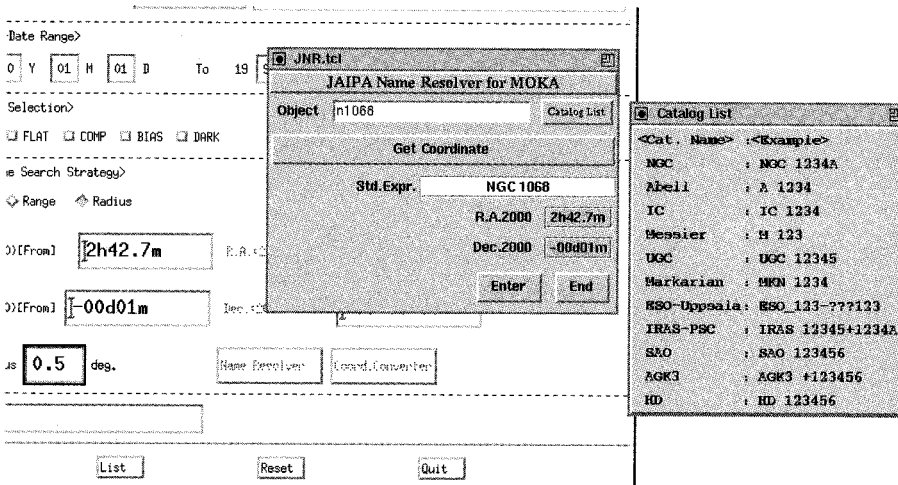 Date Range>
0 Y 01 M 01 D To 19
Selection>
FLAT COMP BIAS DARK
e Search Strategy>
Range Radius
)[From] 2h42.7m R.A.
)[From] -00d01m Dec.
us 0.5 deg. Name Resolver Coord.Converter
List Reset Quit
JNR.tcl
JAIPA Name Resolver for MOKA
Object n1068 Catalog List
Get Coordinate
Std.Expr. NGC 1068
R.A.2000 2h42.7m
Dec.2000 -00d01m
Enter End
Catalog List
<Cat. Name> :<Example>
NGC : NGC 1234A
Abell : A 1234
IC : IC 1234
Messier : M 123
UGC : UGC 12345
Markarian : MKN 1234
ESO-Uppsala: ESO_123-???123
IRAS-PSC : IRAS 12345+1234A
SAO : SAO 123456
AGK3 : AGK3 +123456
HD : HD 123456